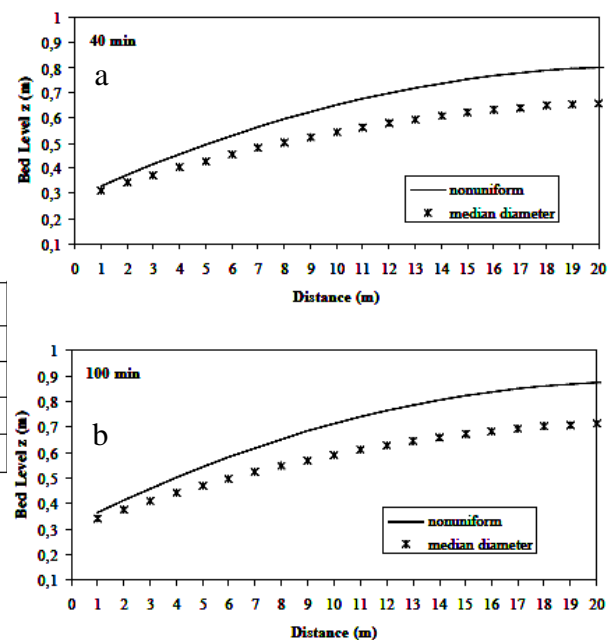 1
0,9
0,8
0,7
0,6
0,5
0,4
0,3
0,2
0,1
Bed Level z (m)
40 min
a
nonuniform
median diameter
0 1 2 3 4 5 6 7 8 9 10 11 12 13 14 15 16 17 18 19 20
Distance (m)
1
0,9
0,8
0,7
0,6
0,5
0,4
0,3
0,2
0,1
Bed Level z (m)
100 min
b
nonuniform
median diameter
0 1 2 3 4 5 6 7 8 9 10 11 12 13 14 15 16 17 18 19 20
Distance (m)